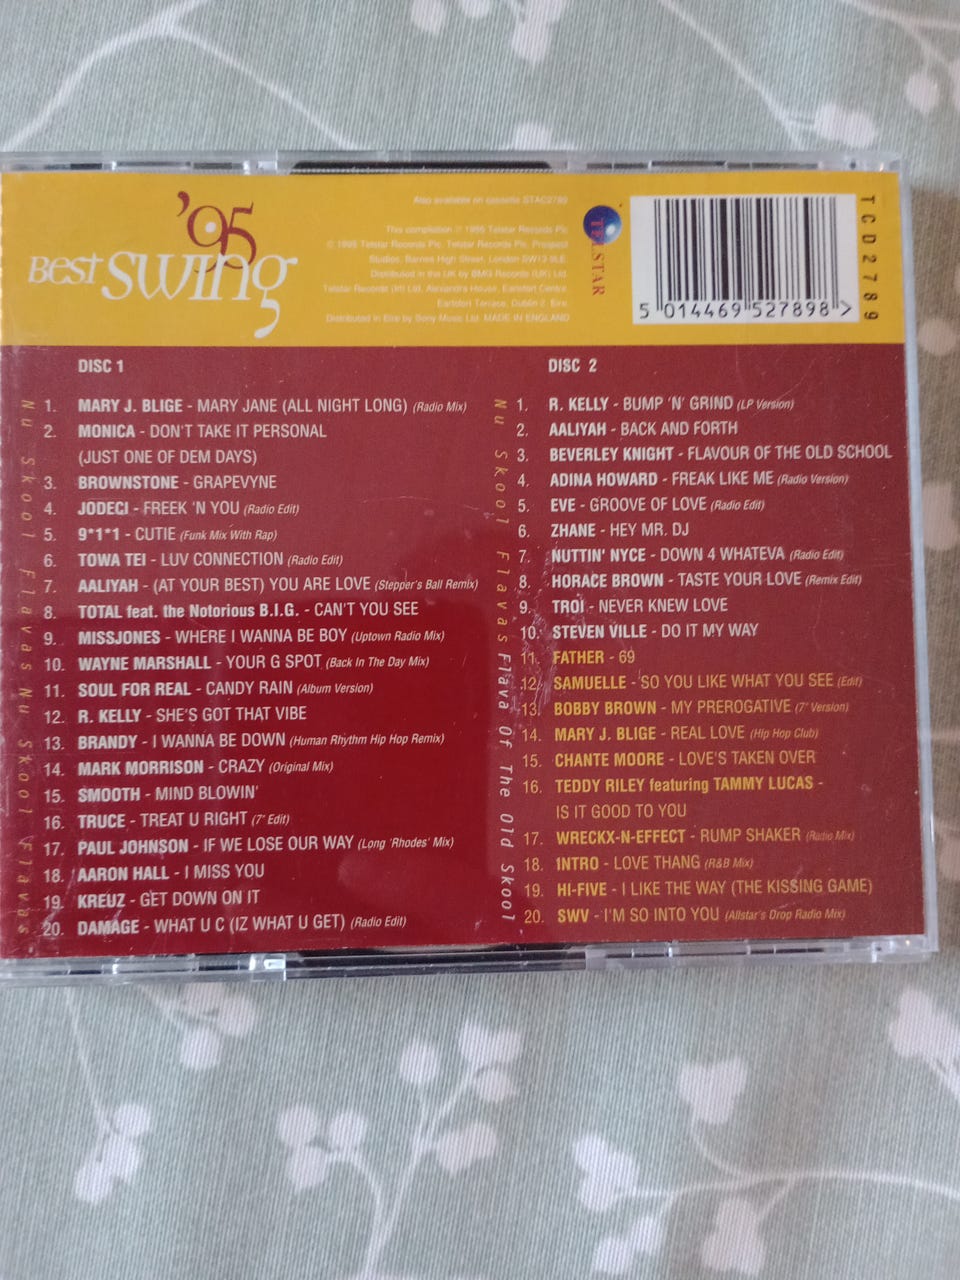 '95
Best swing
Also available on cassette STAC2789
This compilation ℗ 1995 Telstar Records Plc
© 1995 Telstar Records Plc. Telstar Records Plc, Prospect
Studios, Barnes High Street, London SW13 9LE.
Distributed in the UK by BMG Records (UK) Ltd.
Telstar Records (Irl) Ltd, Alexandra House, Earlsfort Centre,
Earlsfort Terrace, Dublin 2. Eire.
Distributed in Eire by Sony Music Ltd. MADE IN ENGLAND
TELSTAR
5 014469 527898 >
TCD2789
DISC 1
1. MARY J. BLIGE - MARY JANE (ALL NIGHT LONG) (Radio Mix)
2. MONICA - DON'T TAKE IT PERSONAL
(JUST ONE OF DEM DAYS)
3. BROWNSTONE - GRAPEVYNE
4. JODECI - FREEK 'N YOU (Radio Edit)
5. 9*1*1 - CUTIE (Funk Mix With Rap)
6. TOWA TEI - LUV CONNECTION (Radio Edit)
7. AALIYAH - (AT YOUR BEST) YOU ARE LOVE (Stepper's Ball Remix)
8. TOTAL feat. the Notorious B.I.G. - CAN'T YOU SEE
9. MISSJONES - WHERE I WANNA BE BOY (Uptown Radio Mix)
10. WAYNE MARSHALL - YOUR G SPOT (Back In The Day Mix)
11. SOUL FOR REAL - CANDY RAIN (Album Version)
12. R. KELLY - SHE'S GOT THAT VIBE
13. BRANDY - I WANNA BE DOWN (Human Rhythm Hip Hop Remix)
14. MARK MORRISON - CRAZY (Original Mix)
15. SMOOTH - MIND BLOWIN'
16. TRUCE - TREAT U RIGHT (7" Edit)
17. PAUL JOHNSON - IF WE LOSE OUR WAY (Long 'Rhodes' Mix)
18. AARON HALL - I MISS YOU
19. KREUZ - GET DOWN ON IT
20. DAMAGE - WHAT U C (IZ WHAT U GET) (Radio Edit)
Nu Skool Flavas Nu Skool Flavas
DISC 2
1. R. KELLY - BUMP 'N' GRIND (LP Version)
2. AALIYAH - BACK AND FORTH
3. BEVERLEY KNIGHT - FLAVOUR OF THE OLD SCHOOL
4. ADINA HOWARD - FREAK LIKE ME (Radio Version)
5. EVE - GROOVE OF LOVE (Radio Edit)
6. ZHANE - HEY MR. DJ
7. NUTTIN' NYCE - DOWN 4 WHATEVA (Radio Edit)
8. HORACE BROWN - TASTE YOUR LOVE (Remix Edit)
9. TROI - NEVER KNEW LOVE
10. STEVEN VILLE - DO IT MY WAY
11. FATHER - 69
12. SAMUELLE - SO YOU LIKE WHAT YOU SEE (Edit)
13. BOBBY BROWN - MY PREROGATIVE (7" Version)
14. MARY J. BLIGE - REAL LOVE (Hip Hop Club)
15. CHANTE MOORE - LOVE'S TAKEN OVER
16. TEDDY RILEY featuring TAMMY LUCAS -
IS IT GOOD TO YOU
17. WRECKX-N-EFFECT - RUMP SHAKER (Radio Mix)
18. INTRO - LOVE THANG (R&B Mix)
19. HI-FIVE - I LIKE THE WAY (THE KISSING GAME)
20. SWV - I'M SO INTO YOU (Allstar's Drop Radio Mix)
Nu Skool Flavas
Flava Of The Old Skool